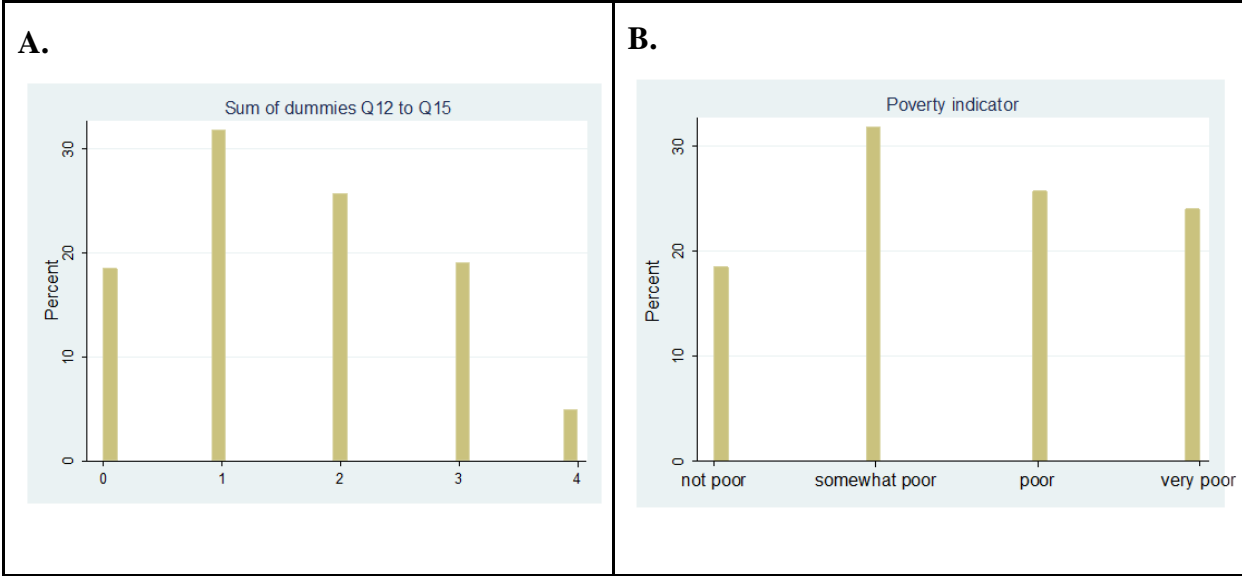 A.
Sum of dummies Q12 to Q15
Percent
30
20
10
0
0 1 2 3 4
B.
Poverty indicator
Percent
30
20
10
0
not poor somewhat poor poor very poor